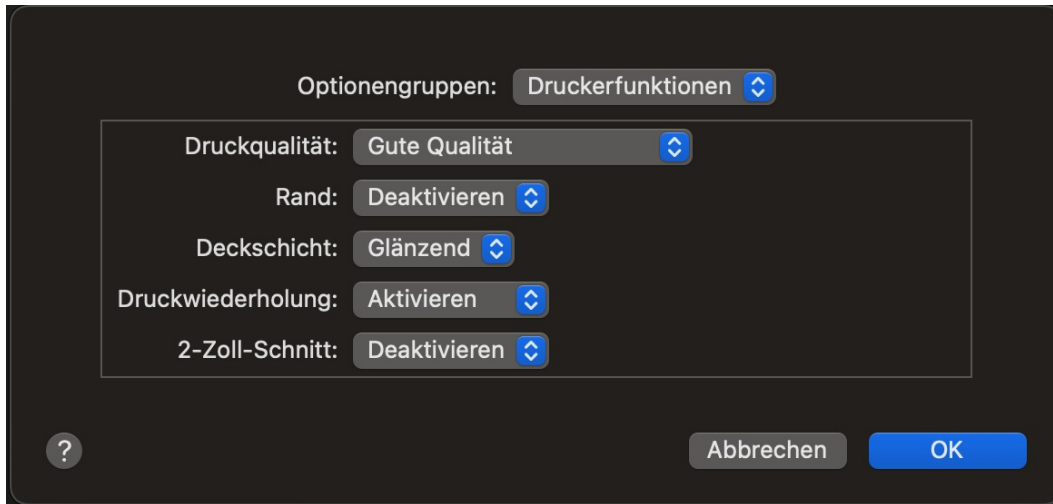 Optionengruppen: Druckerfunktionen
Druckqualität: Gute Qualität
Rand: Deaktivieren
Deckschicht: Glänzend
Druckwiederholung: Aktivieren
2-Zoll-Schnitt: Deaktivieren
? Abbrechen OK